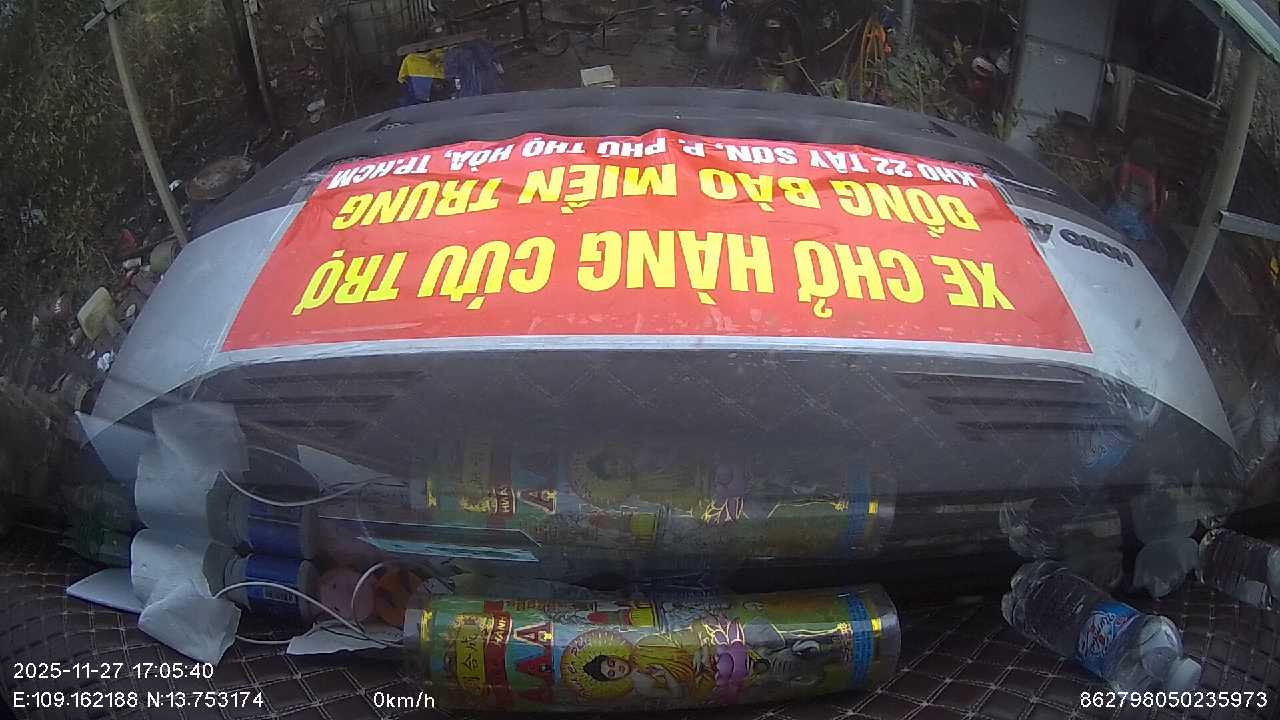 XE CHỞ HÀNG CỨU TRỢ
ĐỒNG BÀO MIỀN TRUNG
KHO 22 TÂY SƠN, P. PHÚ THỌ HÒA, TP.HCM
2025-11-27 17:05:40
E:109.162188 N:13.753174
0km/h
862798050235973